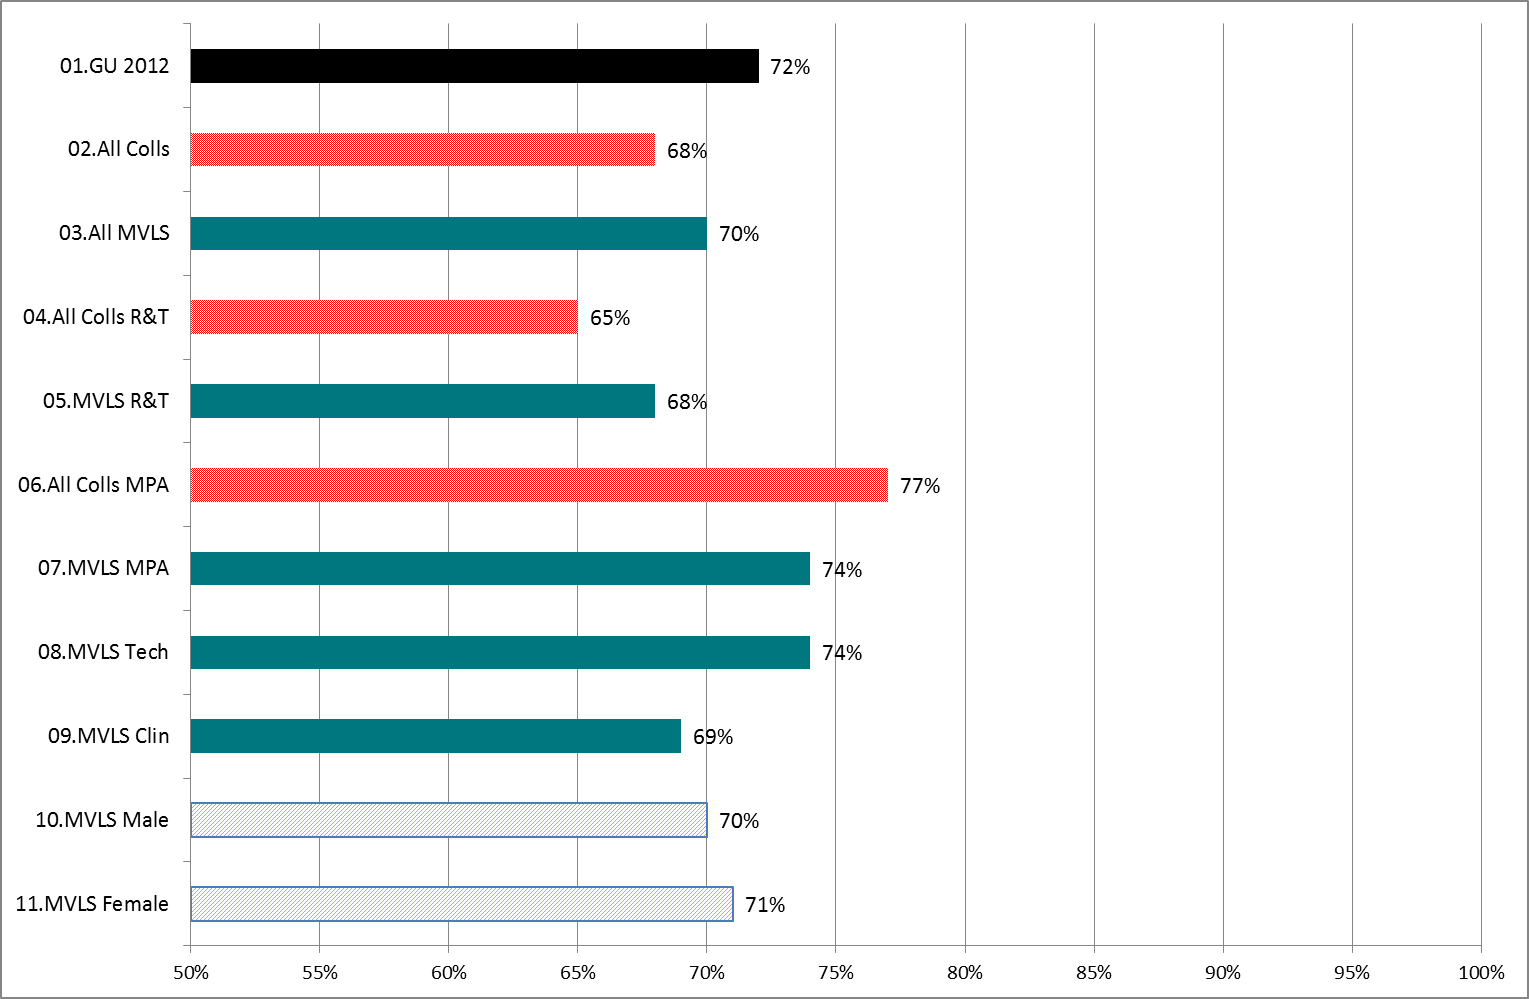 01.GU 2012 72%
02.All Colls 68%
03.All MVLS 70%
04.All Colls R&T 65%
05.MVLS R&T 68%
06.All Colls MPA 77%
07.MVLS MPA 74%
08.MVLS Tech 74%
09.MVLS Clin 69%
10.MVLS Male 70%
11.MVLS Female 71%
50% 55% 60% 65% 70% 75% 80% 85% 90% 95% 100%